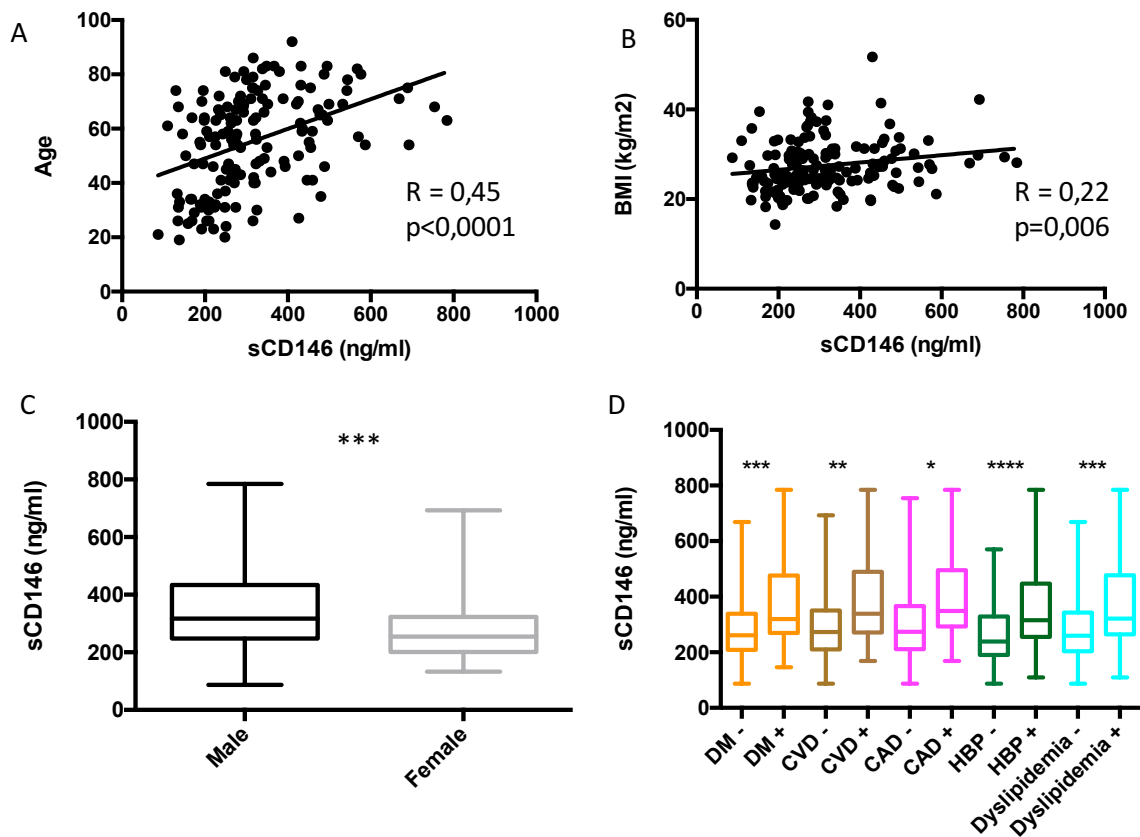 A
100
80
60
40
20
0
Age
R = 0,45
p<0,0001
0 200 400 600 800 1000
sCD146 (ng/ml)
B
60
40
20
0
BMI (kg/m2)
R = 0,22
p=0,006
0 200 400 600 800 1000
sCD146 (ng/ml)
C
1000
800
600
400
200
0
sCD146 (ng/ml)
***
Male
Female
D
1000
800
600
400
200
0
sCD146 (ng/ml)
*** ** * **** ***
DM -
DM +
CVD -
CVD +
CAD -
CAD +
HBP -
HBP +
Dyslipidemia -
Dyslipidemia +